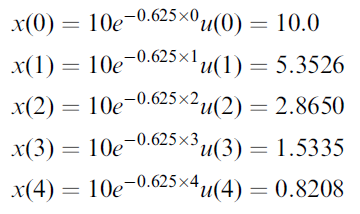 x(0) = 10e^{-0.625×0}u(0) = 10.0
x(1) = 10e^{-0.625×1}u(1) = 5.3526
x(2) = 10e^{-0.625×2}u(2) = 2.8650
x(3) = 10e^{-0.625×3}u(3) = 1.5335
x(4) = 10e^{-0.625×4}u(4) = 0.8208